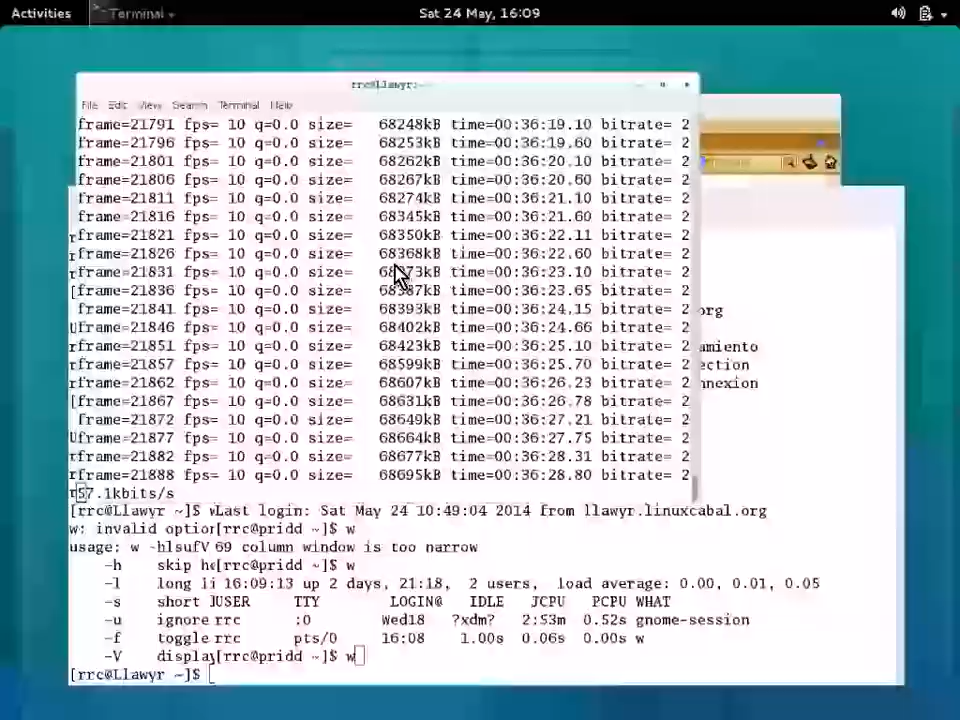 Activities Terminal Sat 24 May, 16:09
rrc@Llawyr:~
File Edit View Search Terminal Help
frame=21791 fps= 10 q=0.0 size=   68248kB time=00:36:19.10 bitrate= 2
frame=21796 fps= 10 q=0.0 size=   68253kB time=00:36:19.60 bitrate= 2
frame=21801 fps= 10 q=0.0 size=   68262kB time=00:36:20.10 bitrate= 2
frame=21806 fps= 10 q=0.0 size=   68267kB time=00:36:20.60 bitrate= 2
frame=21811 fps= 10 q=0.0 size=   68274kB time=00:36:21.10 bitrate= 2
frame=21816 fps= 10 q=0.0 size=   68345kB time=00:36:21.60 bitrate= 2
frame=21821 fps= 10 q=0.0 size=   68350kB time=00:36:22.11 bitrate= 2
frame=21826 fps= 10 q=0.0 size=   68368kB time=00:36:22.60 bitrate= 2
frame=21831 fps= 10 q=0.0 size=   time=00:36:23.10 bitrate= 2
frame=21836 fps= 10 q=0.0 size=   68387kB time=00:36:23.65 bitrate= 2
frame=21841 fps= 10 q=0.0 size=   68393kB time=00:36:24.15 bitrate= 2 org
frame=21846 fps= 10 q=0.0 size=   68402kB time=00:36:24.66 bitrate= 2
frame=21851 fps= 10 q=0.0 size=   68423kB time=00:36:25.10 bitrate= 2 amiento
frame=21857 fps= 10 q=0.0 size=   68599kB time=00:36:25.70 bitrate= 2 ection
frame=21862 fps= 10 q=0.0 size=   68607kB time=00:36:26.23 bitrate= 2 nnexion
frame=21867 fps= 10 q=0.0 size=   68631kB time=00:36:26.78 bitrate= 2
frame=21872 fps= 10 q=0.0 size=   68649kB time=00:36:27.21 bitrate= 2
frame=21877 fps= 10 q=0.0 size=   68664kB time=00:36:27.75 bitrate= 2
frame=21882 fps= 10 q=0.0 size=   68677kB time=00:36:28.31 bitrate= 2
frame=21888 fps= 10 q=0.0 size=   68695kB time=00:36:28.80 bitrate= 2
57.1kbits/s
[rrc@Llawyr ~]$ w Last login: Sat May 24 10:49:04 2014 from llawyr.linuxcabal.org
w: invalid optio [rrc@pridd ~]$ w
usage: w -hlsufV 69 column window is too narrow
-h skip he [rrc@pridd ~]$ w
-l long li 16:09:13 up 2 days, 21:18, 2 users, load average: 0.00, 0.01, 0.05
-s short USER TTY LOGIN@ IDLE JCPU PCPU WHAT
-u ignore rrc :0 Wed18 ?xdm? 2:53m 0.52s gnome-session
-f toggle rrc pts/0 16:08 1.00s 0.06s 0.00s w
-V display [rrc@pridd ~]$ w
[rrc@Llawyr ~]$